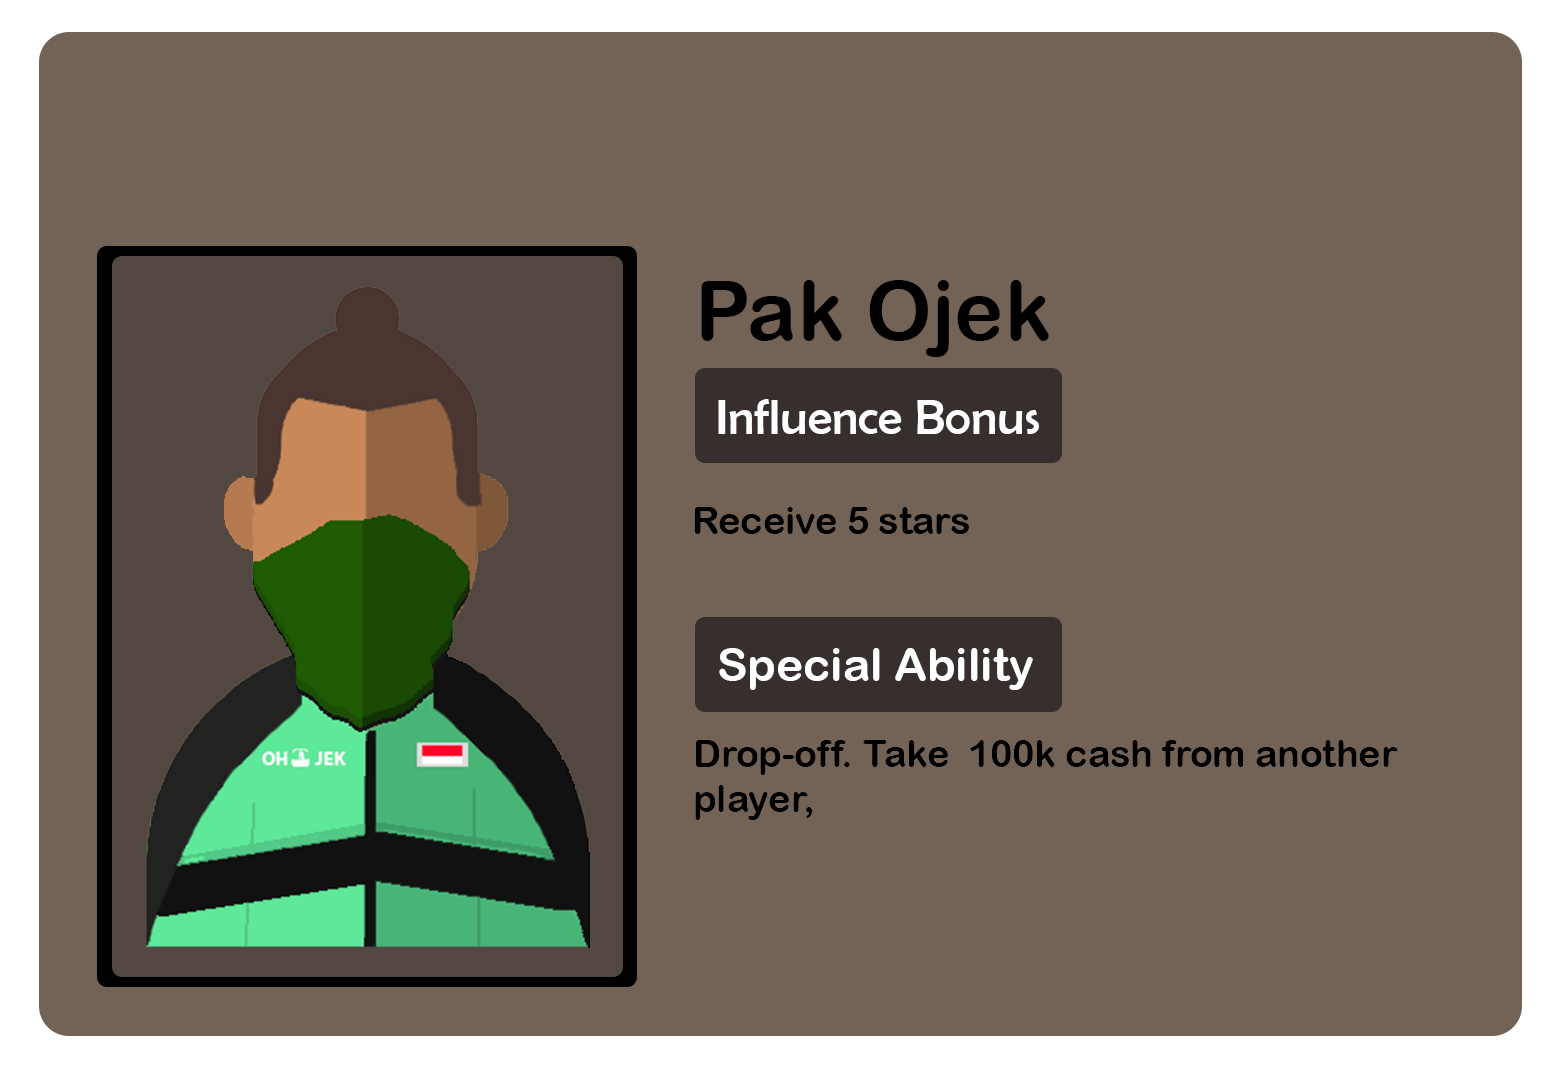 Pak Ojek
Influence Bonus
Receive 5 stars
Special Ability
Drop-off. Take  100k cash from another
player,
OH JEK